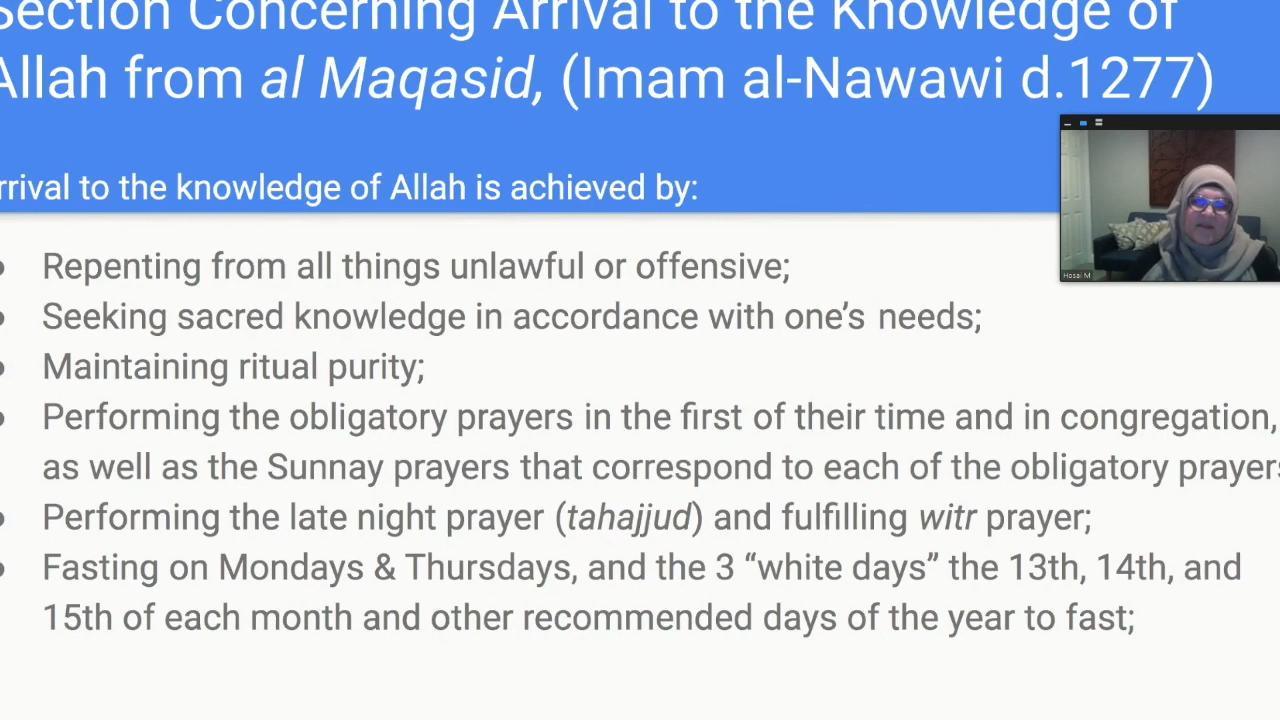 Section Concerning Arrival to the Knowledge of
Allah from al Maqasid, (Imam al-Nawawi d.1277)
rrival to the knowledge of Allah is achieved by:
Repenting from all things unlawful or offensive;
Seeking sacred knowledge in accordance with one’s needs;
Maintaining ritual purity;
Performing the obligatory prayers in the first of their time and in congregation,
as well as the Sunnay prayers that correspond to each of the obligatory prayers
Performing the late night prayer (tahajjud) and fulfilling witr prayer;
Fasting on Mondays & Thursdays, and the 3 “white days” the 13th, 14th, and
15th of each month and other recommended days of the year to fast;
Hosai M